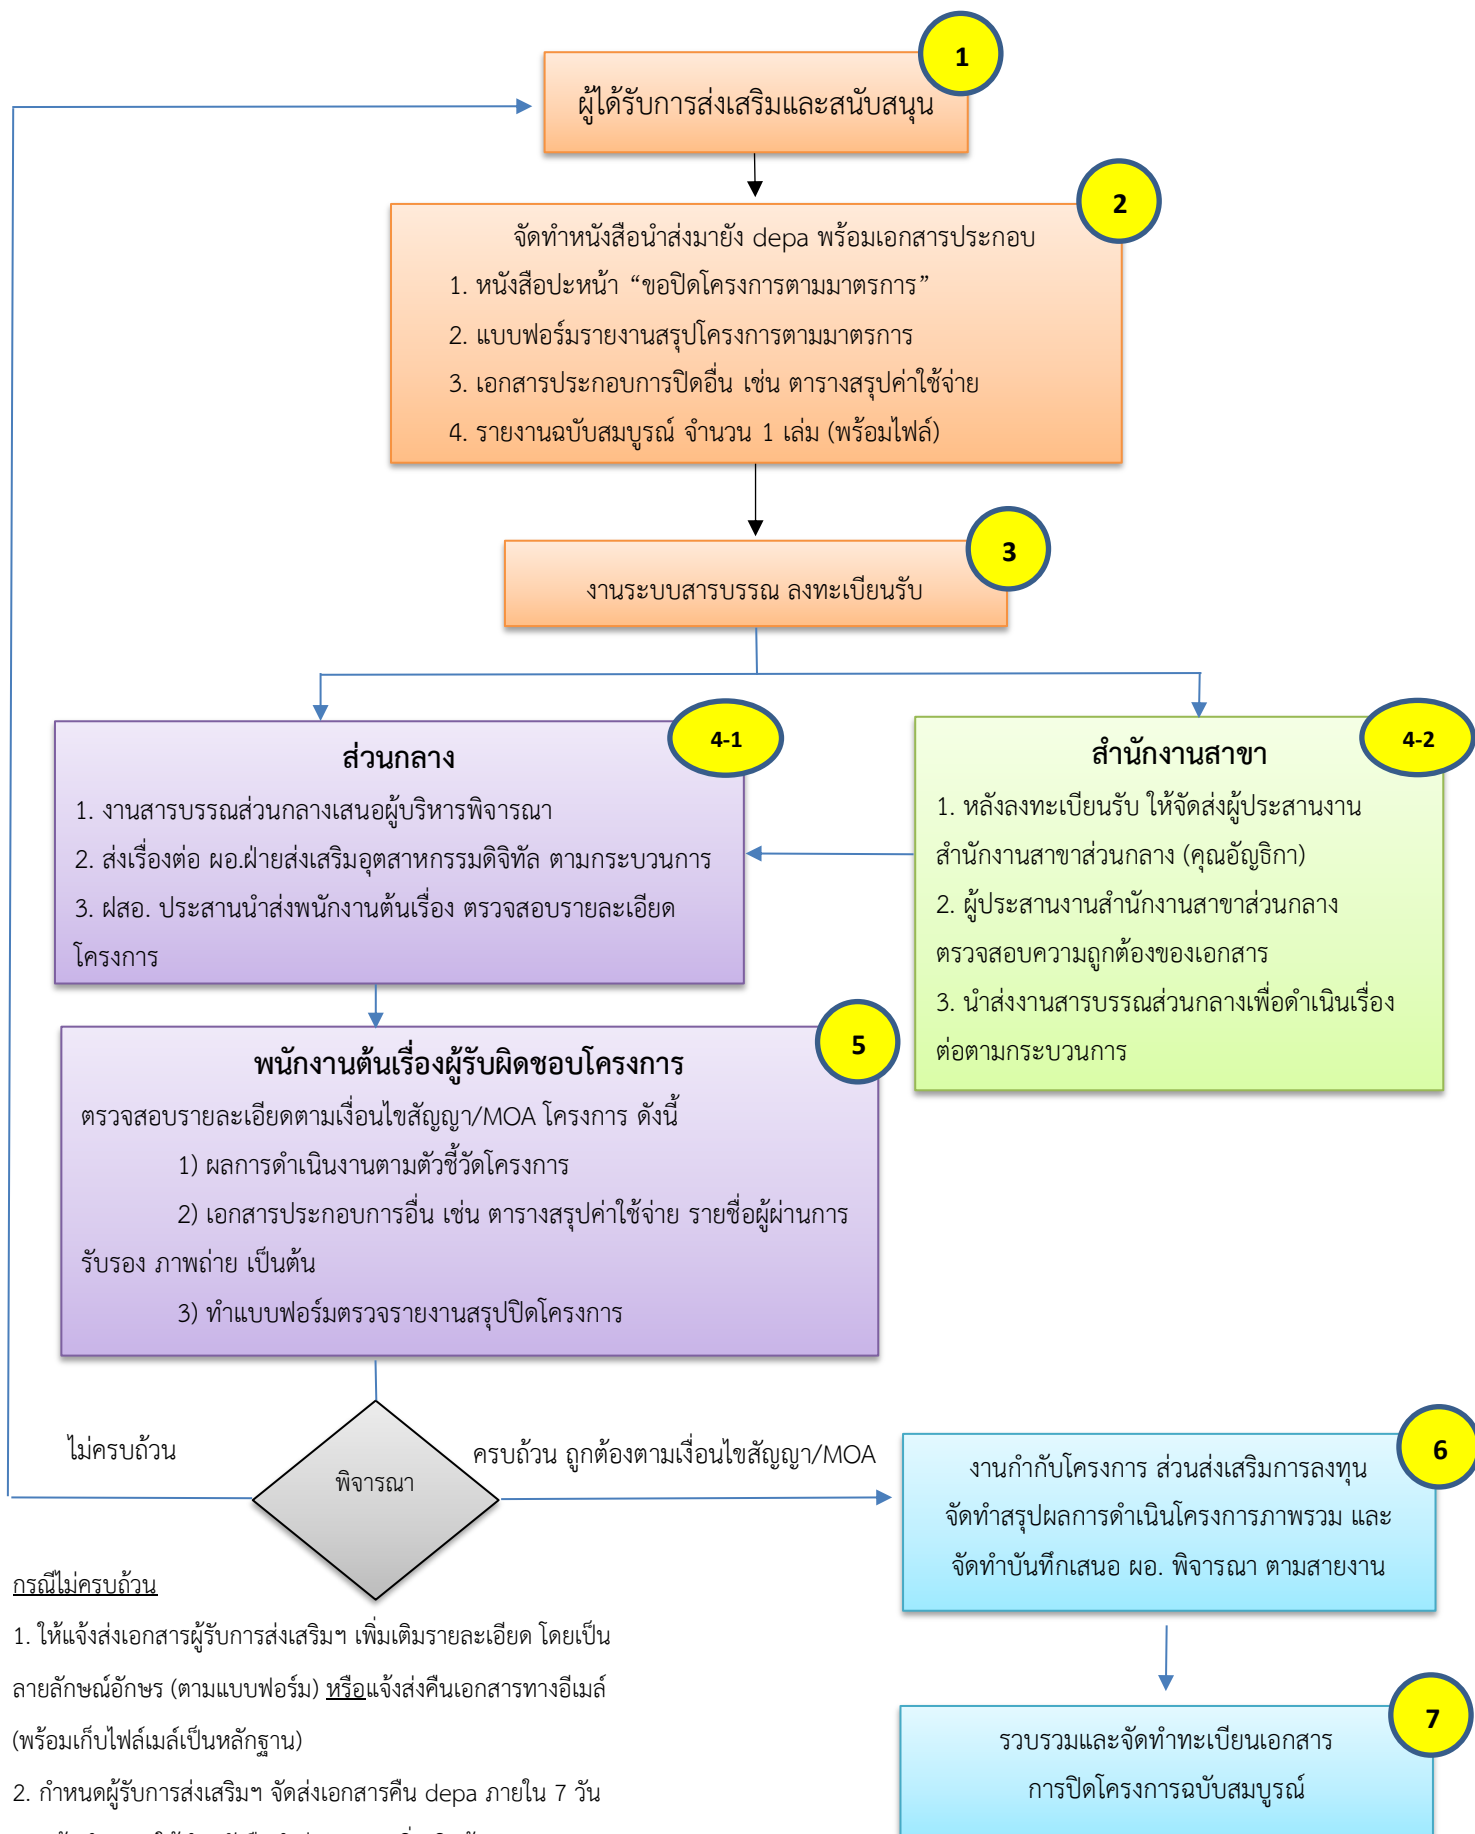 1
ผู้ได้รับการส่งเสริมและสนับสนุน
2
จัดทำหนังสือนำส่งมายัง depa พร้อมเอกสารประกอบ
1. หนังสือปะหน้า “ขอปิดโครงการตามมาตรการ”
2. แบบฟอร์มรายงานสรุปโครงการตามมาตรการ
3. เอกสารประกอบการปิดอื่น เช่น ตารางสรุปค่าใช้จ่าย
4. รายงานฉบับสมบูรณ์ จำนวน 1 เล่ม (พร้อมไฟล์)
3
งานระบบสารบรรณ ลงทะเบียนรับ
4-1
ส่วนกลาง
1. งานสารบรรณส่วนกลางเสนอผู้บริหารพิจารณา
2. ส่งเรื่องต่อ ผอ.ฝ่ายส่งเสริมอุตสาหกรรมดิจิทัล ตามกระบวนการ
3. ฝสอ. ประสานนำส่งพนักงานต้นเรื่อง ตรวจสอบรายละเอียด
โครงการ
4-2
สำนักงานสาขา
1. หลังลงทะเบียนรับ ให้จัดส่งผู้ประสานงาน
สำนักงานสาขาส่วนกลาง (คุณอัญธิกา)
2. ผู้ประสานงานสำนักงานสาขาส่วนกลาง
ตรวจสอบความถูกต้องของเอกสาร
3. นำส่งงานสารบรรณส่วนกลางเพื่อดำเนินเรื่อง
ต่อตามกระบวนการ
5
พนักงานต้นเรื่องผู้รับผิดชอบโครงการ
ตรวจสอบรายละเอียดตามเงื่อนไขสัญญา/MOA โครงการ ดังนี้
1) ผลการดำเนินงานตามตัวชี้วัดโครงการ
2) เอกสารประกอบการอื่น เช่น ตารางสรุปค่าใช้จ่าย รายชื่อผู้ผ่านการ
รับรอง ภาพถ่าย เป็นต้น
3) ทำแบบฟอร์มตรวจรายงานสรุปปิดโครงการ
ไม่ครบถ้วน
พิจารณา
ครบถ้วน ถูกต้องตามเงื่อนไขสัญญา/MOA
6
งานกำกับโครงการ ส่วนส่งเสริมการลงทุน
จัดทำสรุปผลการดำเนินโครงการภาพรวม และ
จัดทำบันทึกเสนอ ผอ. พิจารณา ตามสายงาน
กรณีไม่ครบถ้วน
1. ให้แจ้งส่งเอกสารผู้รับการส่งเสริมฯ เพิ่มเติมรายละเอียด โดยเป็น
ลายลักษณ์อักษร (ตามแบบฟอร์ม) หรือแจ้งส่งคืนเอกสารทางอีเมล์
(พร้อมเก็บไฟล์เมล์เป็นหลักฐาน)
2. กำหนดผู้รับการส่งเสริมฯ จัดส่งเอกสารคืน depa ภายใน 7 วัน
7
รวบรวมและจัดทำทะเบียนเอกสาร
การปิดโครงการฉบับสมบูรณ์